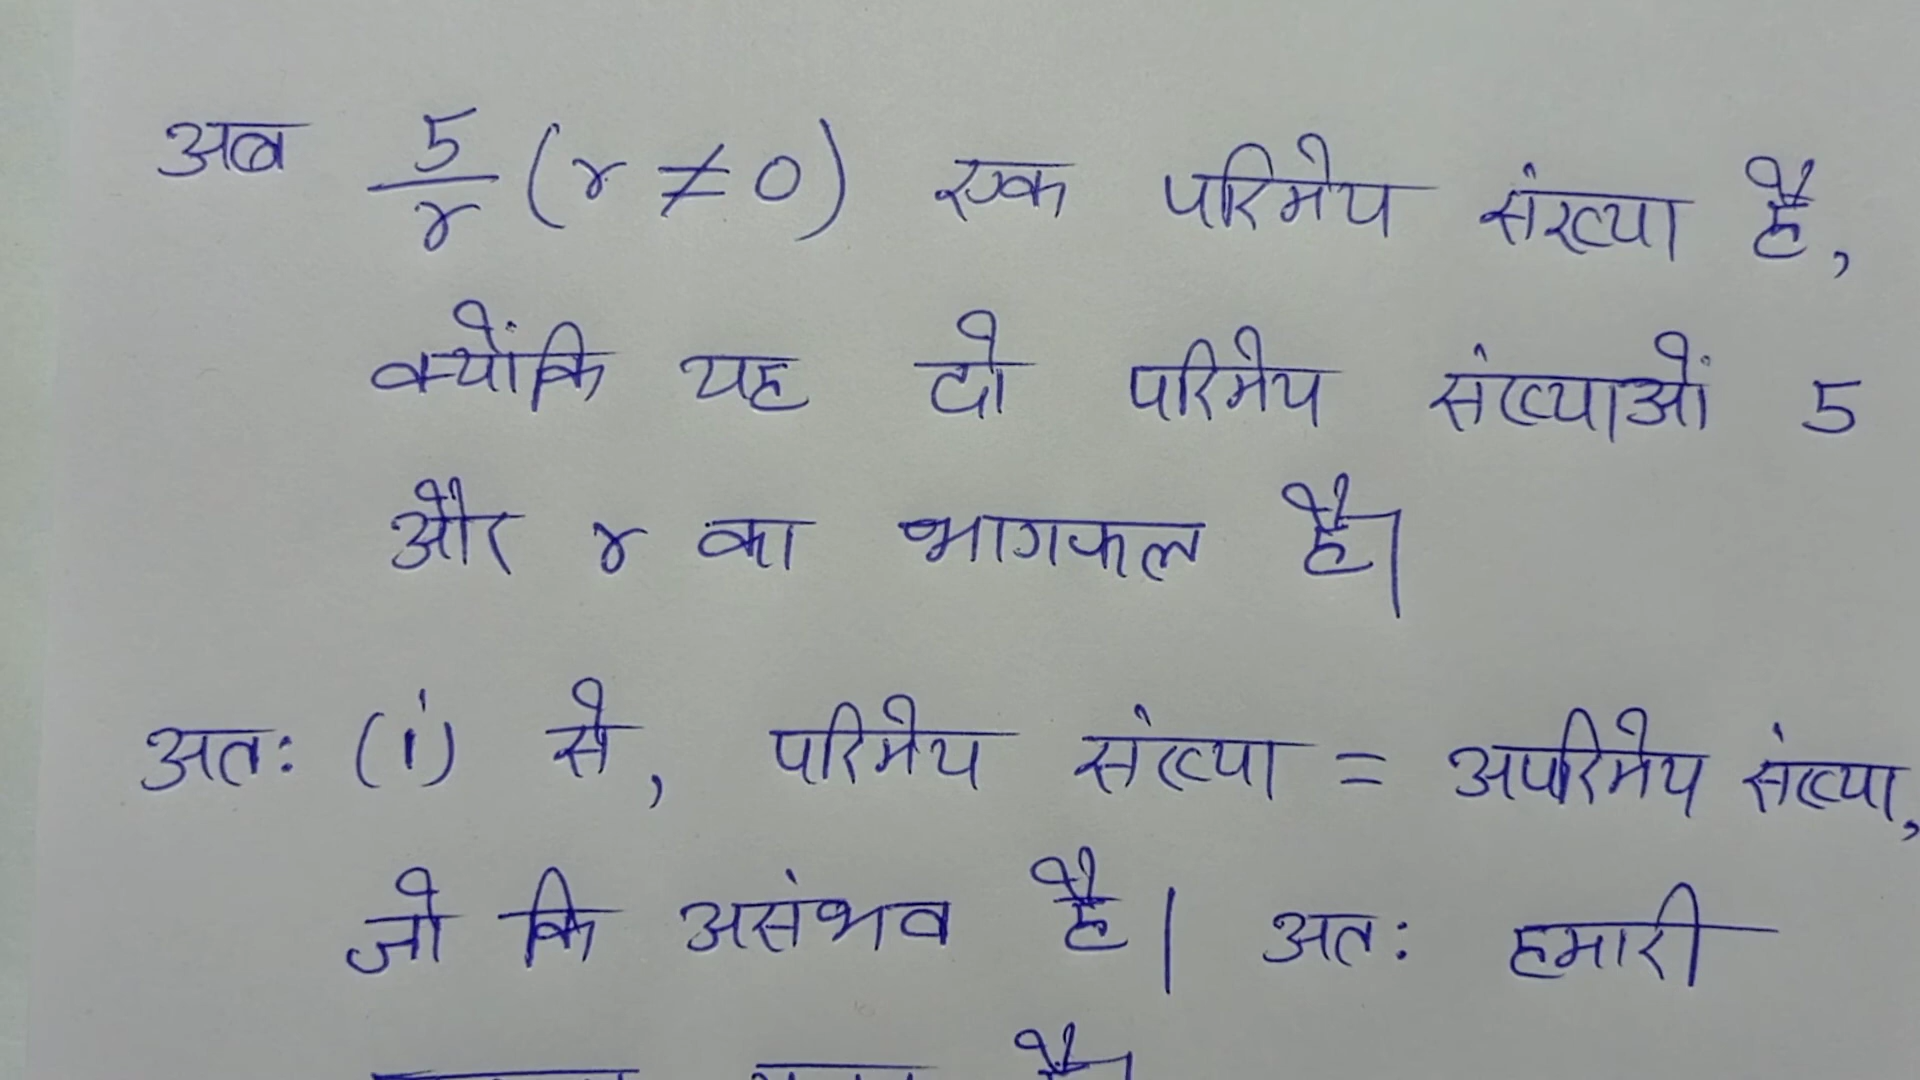 अब 5/r (r ≠ 0) एक परिमेय संख्या है,
क्योंकि यह दो परिमेय संख्याओं 5
और r का भागफल है।
अतः (i) से, परिमेय संख्या = अपरिमेय संख्या,
जो कि असंभव है। अतः हमारी
है।